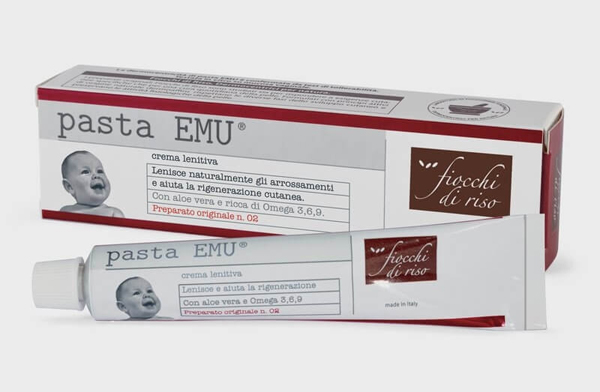 pasta EMU®
crema lenitiva
Lenisce naturalmente gli arrossamenti
e aiuta la rigenerazione cutanea.
Con aloe vera e ricca di Omega 3,6,9.
Preparato originale n. 02
fiocchi
di riso
pasta EMU®
crema lenitiva
Lenisce e aiuta la rigenerazione
Con aloe vera e Omega 3,6,9
Preparato originale n. 02
fiocchi
di riso
made in Italy